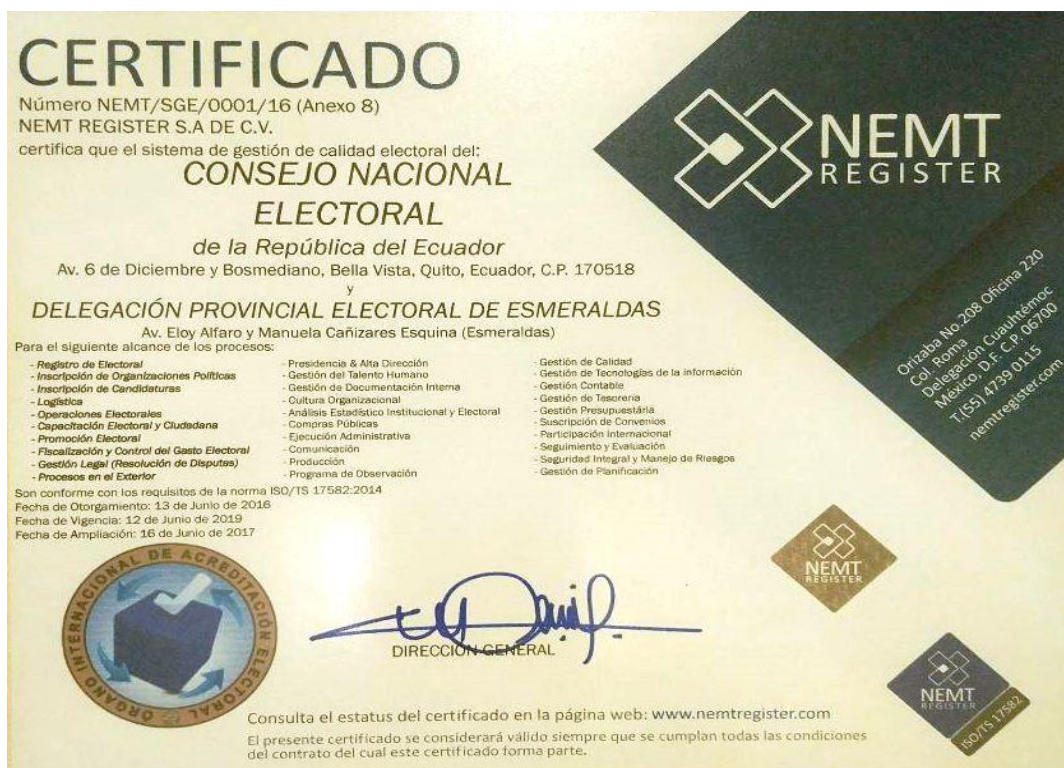 CERTIFICADO
Número NEMT/SGE/0001/16 (Anexo 8)
NEMT REGISTER S.A DE C.V.
certifica que el sistema de gestión de calidad electoral del:
CONSEJO NACIONAL
ELECTORAL
de la República del Ecuador
Av. 6 de Diciembre y Bosmediano, Bella Vista, Quito, Ecuador, C.P. 170518
y
DELEGACIÓN PROVINCIAL ELECTORAL DE ESMERALDAS
Av. Eloy Alfaro y Manuela Cañizares Esquina (Esmeraldas)
Para el siguiente alcance de los procesos:
- Registro de Electoral
- Inscripción de Organizaciones Políticas
- Inscripción de Candidaturas
- Logística
- Operaciones Electorales
- Capacitación Electoral y Ciudadana
- Promoción Electoral
- Fiscalización y Control del Gasto Electoral
- Gestión Legal (Resolución de Disputas)
- Procesos en el Exterior
- Presidencia & Alta Dirección
- Gestión del Talento Humano
- Gestión de Documentación Interna
- Cultura Organizacional
- Análisis Estadístico Institucional y Electoral
- Compras Públicas
- Ejecución Administrativa
- Comunicación
- Producción
- Programa de Observación
- Gestión de Calidad
- Gestión de Tecnologías de la información
- Gestión Contable
- Gestión de Tesorería
- Gestión Presupuestária
- Suscripción de Convenios
- Participación Internacional
- Seguimiento y Evaluación
- Seguridad Integral y Manejo de Riesgos
- Gestión de Planificación
Son conforme con los requisitos de la norma ISO/TS 17582:2014
Fecha de Otorgamiento: 13 de Junio de 2016
Fecha de Vigencia: 12 de Junio de 2019
Fecha de Ampliación: 16 de Junio de 2017
NEMT
REGISTER
Orizaba No.208 Oficina 220
Col. Roma
Delegación Cuauhtémoc
México, D.F. C.P. 06700
T.(55) 4739 0115
nemtregister.com
ORGANO INTERNACIONAL DE ACREDITACIÓN ELECTORAL
DIRECCIÓN GENERAL
NEMT
REGISTER
NEMT
REGISTER
ISO/TS 17582
Consulta el estatus del certificado en la página web: www.nemtregister.com
El presente certificado se considerará válido siempre que se cumplan todas las condiciones
del contrato del cual este certificado forma parte.